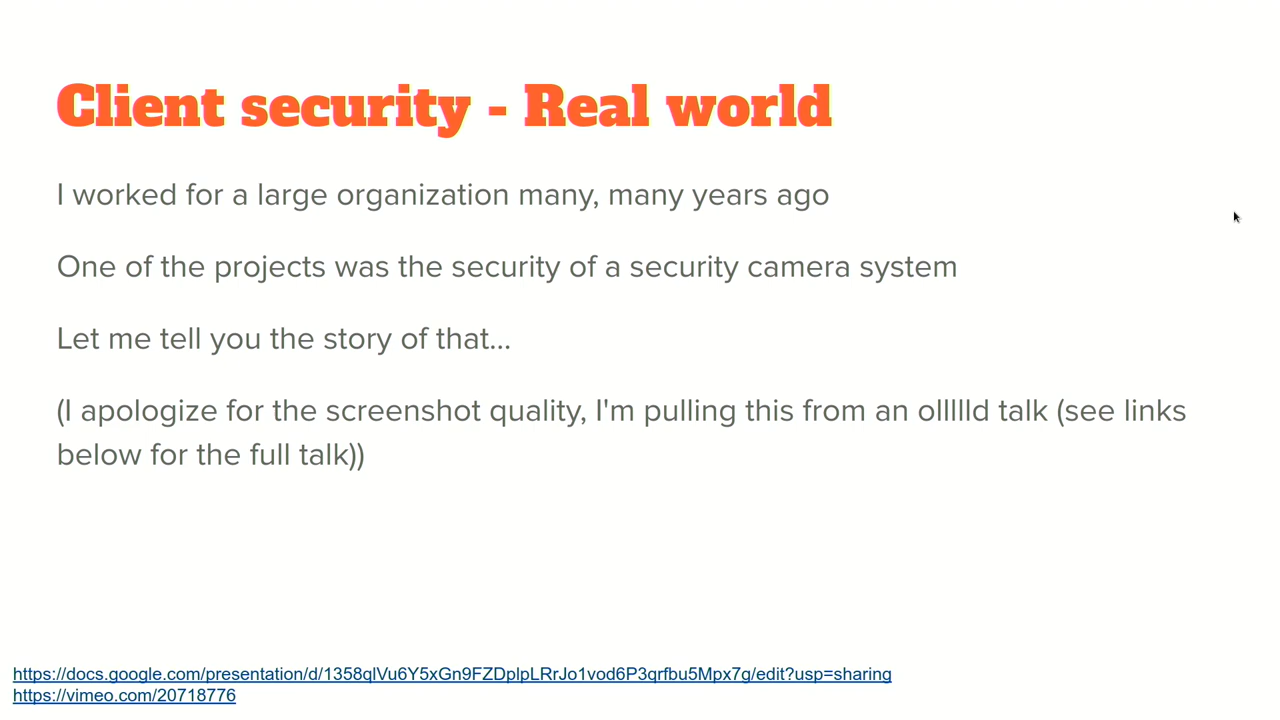 Client security - Real world
I worked for a large organization many, many years ago
One of the projects was the security of a security camera system
Let me tell you the story of that...
(I apologize for the screenshot quality, I'm pulling this from an olllllld talk (see links
below for the full talk))
https://docs.google.com/presentation/d/1358qlVu6Y5xGn9FZDplpLRrJo1vod6P3qrfbu5Mpx7g/edit?usp=sharing
https://vimeo.com/20718776